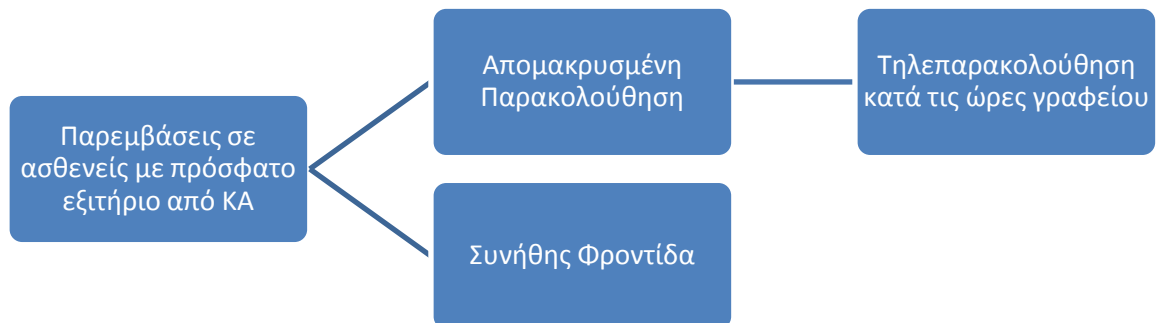 Παρεμβάσεις σε
ασθενείς με πρόσφατο
εξιτήριο από ΚΑ
Απομακρυσμένη
Παρακολούθηση
Τηλεπαρακολούθηση
κατά τις ώρες γραφείου
Συνήθης Φροντίδα